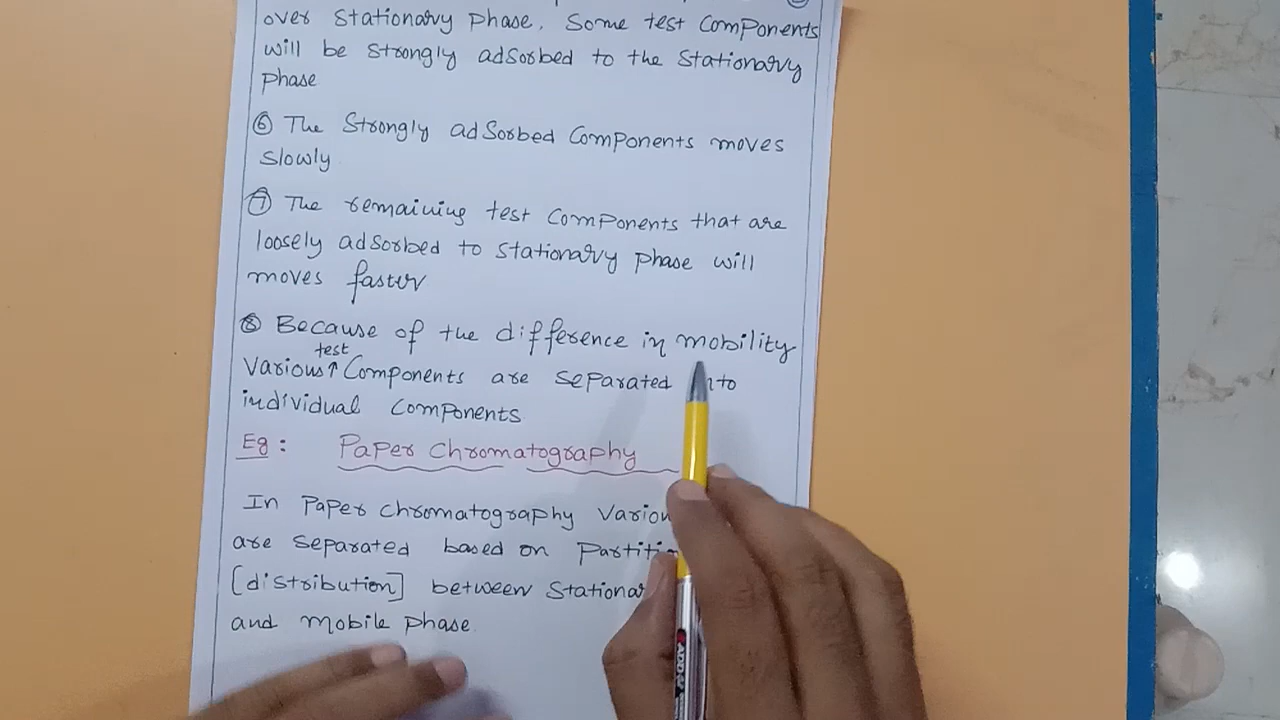 over stationary phase. Some test components
will be strongly adsorbed to the stationary
phase
⑥ The strongly adsorbed components moves
slowly
⑦ The remaining test components that are
loosely adsorbed to stationary phase will
moves faster
⑧ Because of the difference in mobility
test
Various ↑ components are separated into
individual components
Eg: Paper chromatography
In Paper chromatography
are separated based on
[distribution] between
and mobile phase
ADD